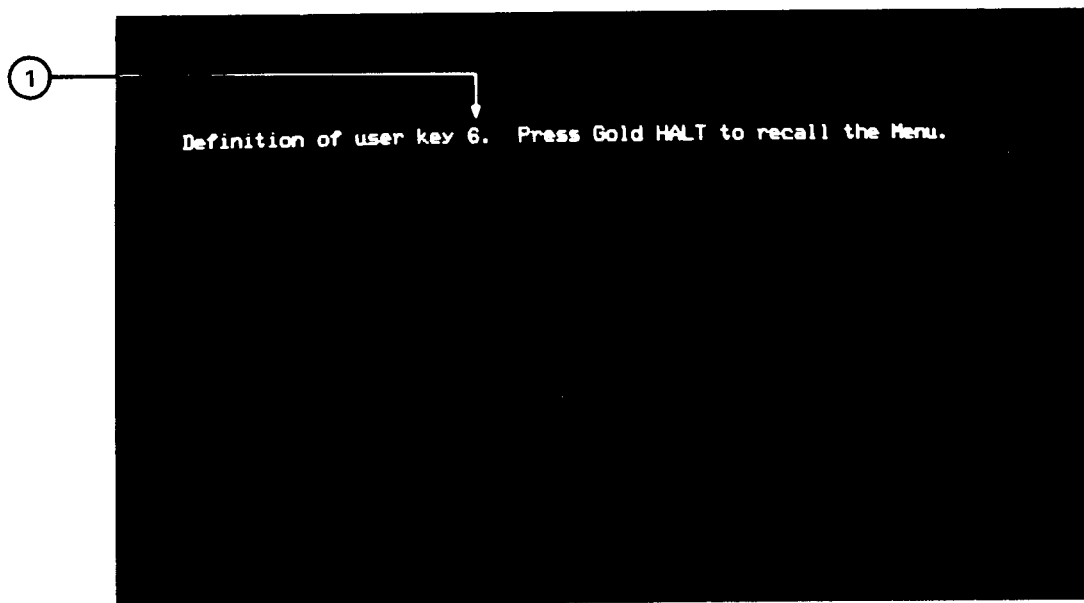 1
Definition of user key 6. Press Gold HALT to recall the Menu.